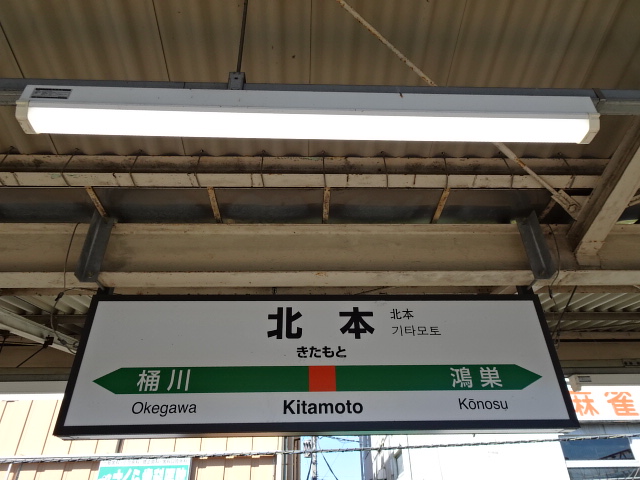 北本
北本
기타모토
きたもと
桶川
鴻巣
Okegawa
Kitamoto
Kōnosu
麻雀